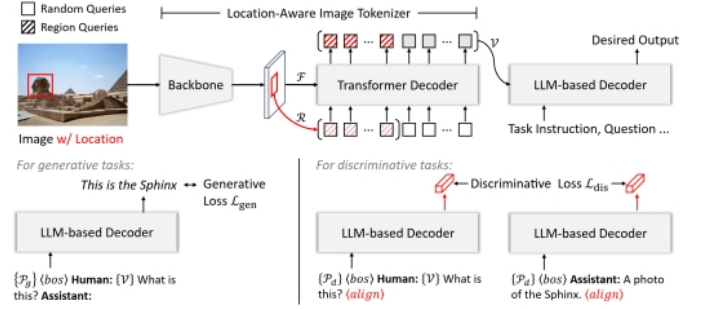 Random Queries
Region Queries
Location-Aware Image Tokenizer
Image w/ Location
Backbone
ℱ
ℛ
Transformer Decoder
𝒱
Desired Output
LLM-based Decoder
Task Instruction, Question ...
For generative tasks:
This is the Sphinx ↔ Generative
Loss ℒgen
LLM-based Decoder
{𝒫g} ⟨bos⟩ Human: {𝒱} What is
this? Assistant:
For discriminative tasks:
Discriminative Loss ℒdis
LLM-based Decoder
{𝒫d} ⟨bos⟩ Human: {𝒱} What is
this? ⟨align⟩
LLM-based Decoder
{𝒫d} ⟨bos⟩ Assistant: A photo
of the Sphinx. ⟨align⟩